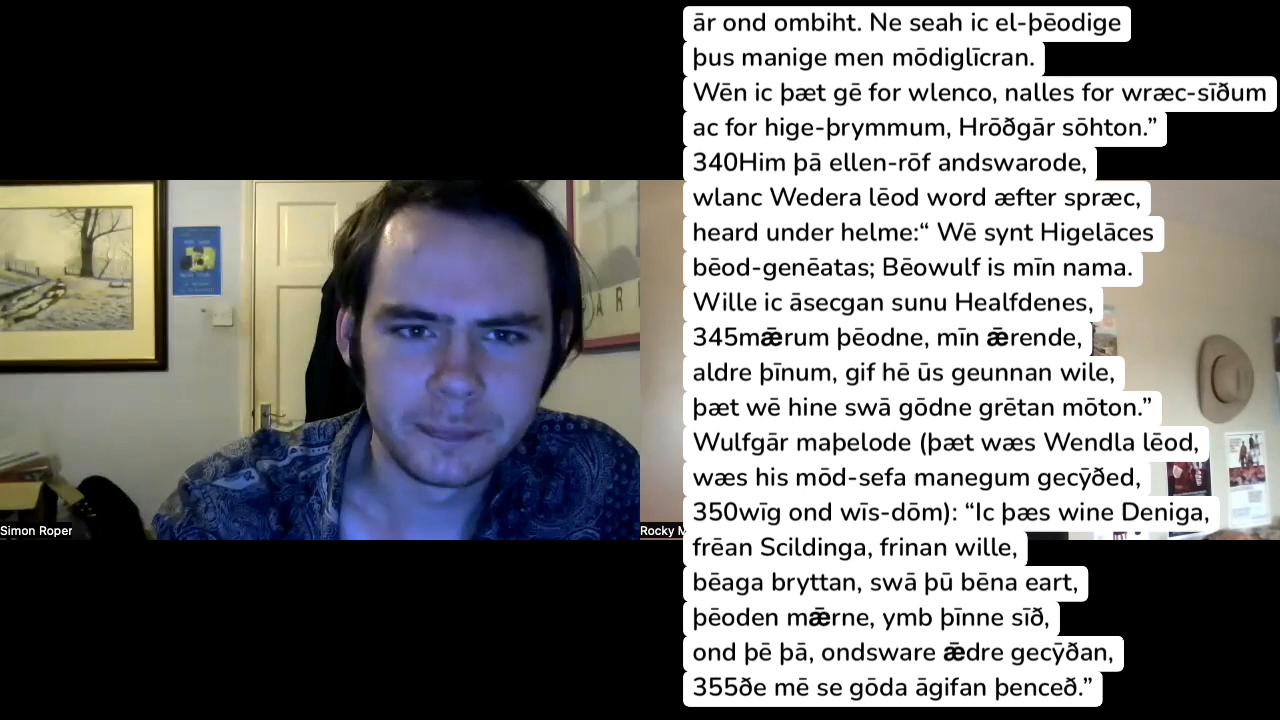 ār ond ombiht. Ne seah ic el-þēodige
þus manige men mōdiglīcran.
Wēn ic þæt gē for wlenco, nalles for wræc-sīðum
ac for hige-þrymmum, Hrōðgār sōhton.”
340Him þā ellen-rōf andswarode,
wlanc Wedera lēod word æfter spræc,
heard under helme:“ Wē synt Higelāces
bēod-genēatas; Bēowulf is mīn nama.
Wille ic āsecgan sunu Healfdenes,
345mǣrum þēodne, mīn ǣrende,
aldre þīnum, gif hē ūs geunnan wile,
þæt wē hine swā gōdne grētan mōton.”
Wulfgār maþelode (þæt wæs Wendla lēod,
wæs his mōd-sefa manegum gecȳðed,
350wīg ond wīs-dōm): “Ic þæs wine Deniga,
frēan Scildinga, frinan wille,
bēaga bryttan, swā þū bēna eart,
þēoden mǣrne, ymb þīnne sīð,
ond þē þā, ondsware ǣdre gecȳðan,
355ðe mē se gōda āgifan þenceð.”
Simon Roper
Rocky